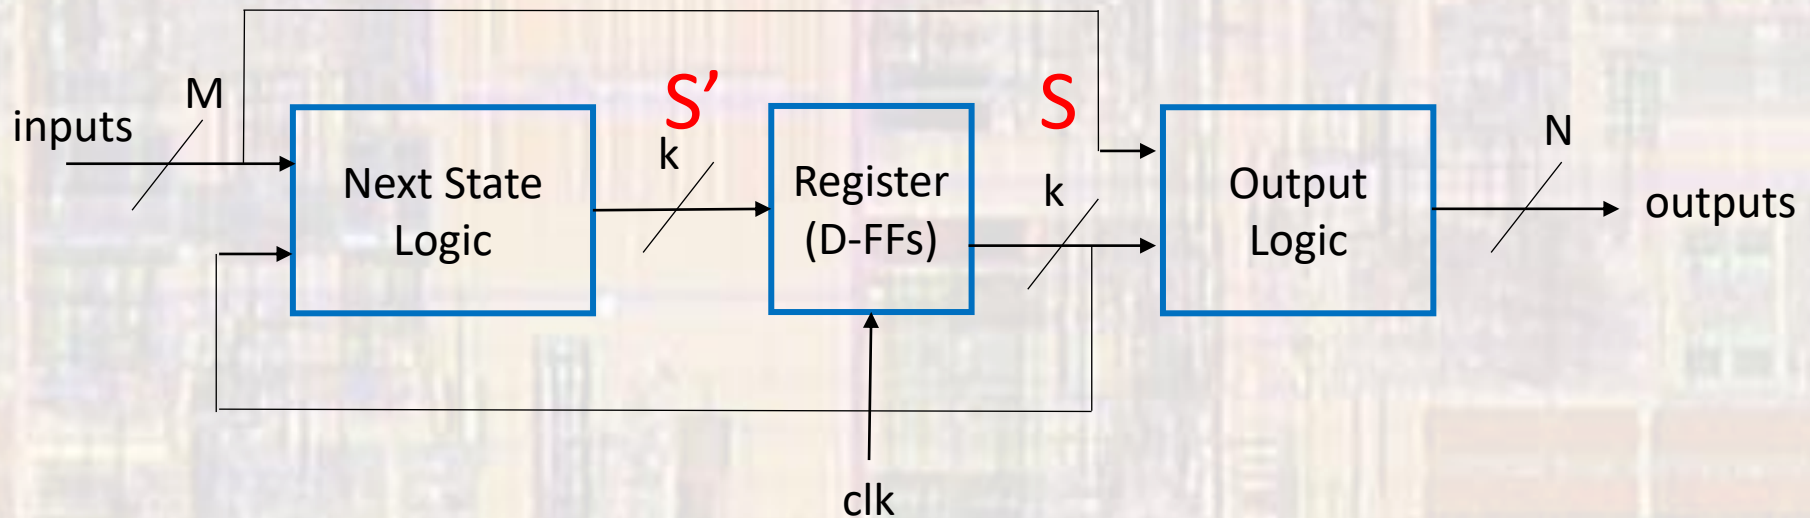 inputs
M
Next State
Logic
S’
k
Register
(D-FFs)
clk
S
k
Output
Logic
N
outputs